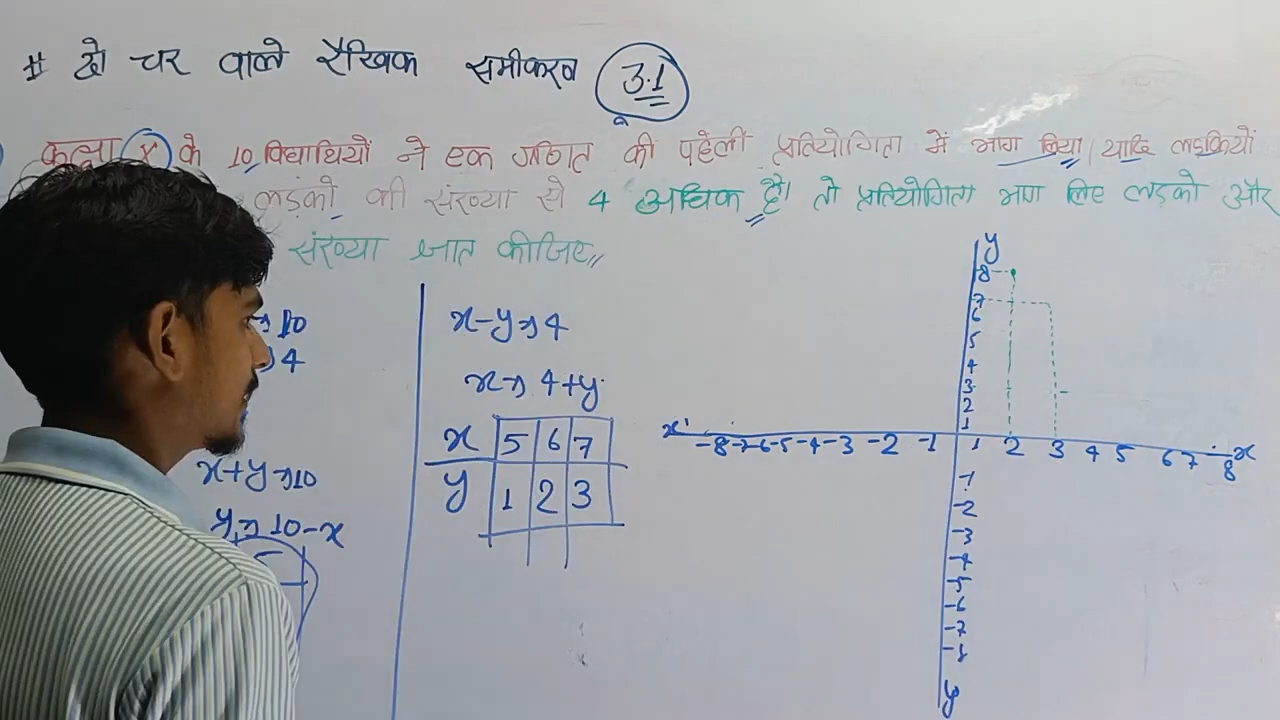 # दो चर वाले रैखिक समीकरण 3.1
कक्षा X के 10 विद्यार्थियों ने एक गणित की पहेली प्रतियोगिता में भाग लिया। यदि लड़कियों
लड़को की संख्या से 4 अधिक है। तो प्रतियोगिता भाग लिए लड़को और
संख्या ज्ञात कीजिए
10
4
x+y=10
y=10-x
x-y=4
x=4+y
x 5 6 7
y 1 2 3
y
8
7
6
5
4
3
2
1
x' -8 -7 -6 -5 -4 -3 -2 -1 1 2 3 4 5 6 7 8 x
-1
-2
-3
-4
-5
-6
-7
-8
y